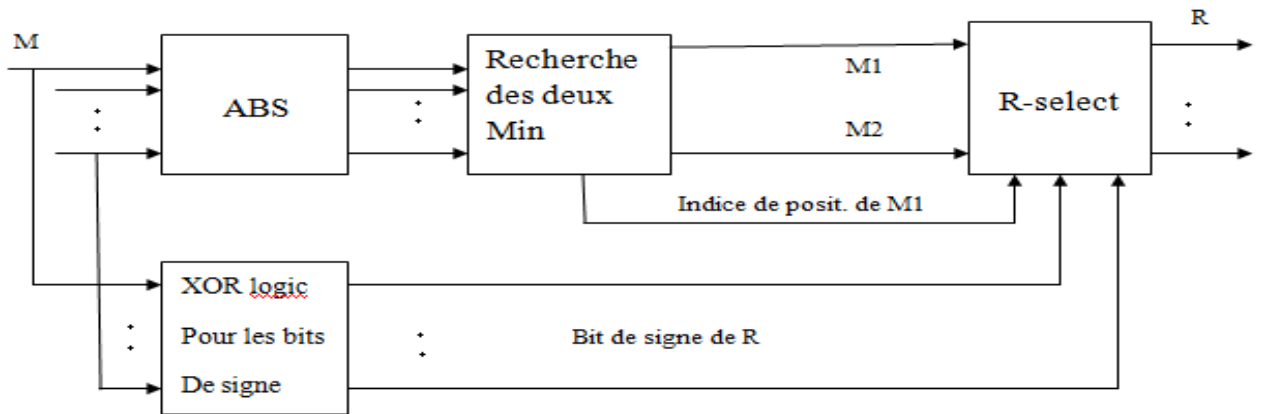 M
ABS
Recherche
des deux
Min
M1
M2
R-select
R
Indice de posit. de M1
XOR logic
Pour les bits
De signe
Bit de signe de R